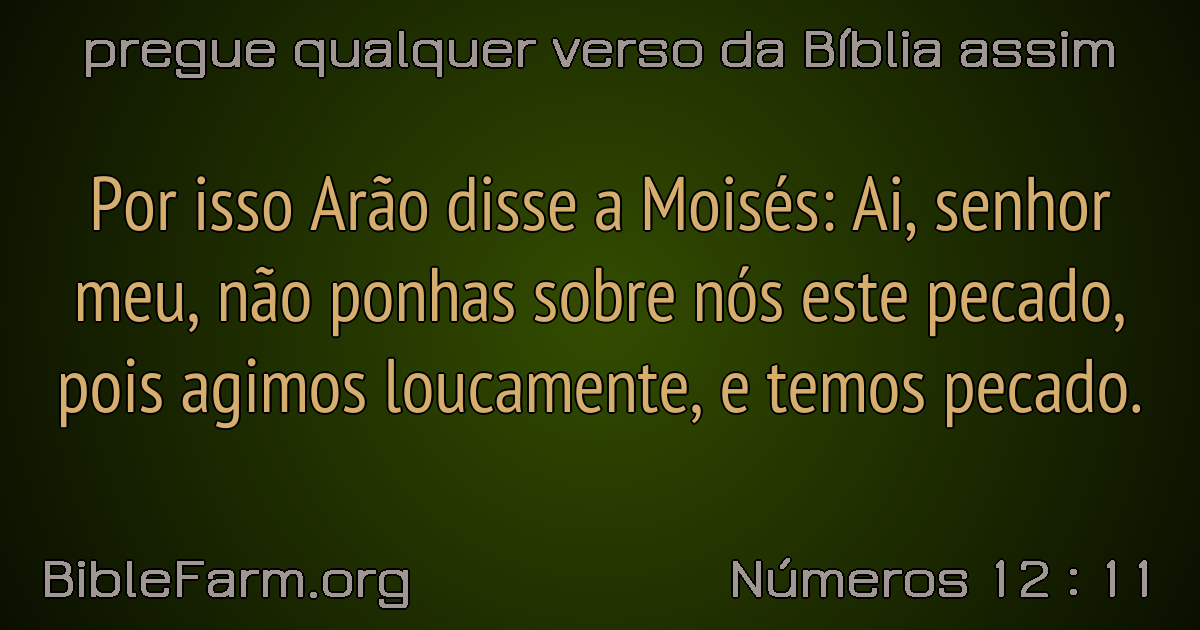 pregue qualquer verso da Bíblia assim
Por isso Arão disse a Moisés: Ai, senhor
meu, não ponhas sobre nós este pecado,
pois agimos loucamente, e temos pecado.
BibleFarm.org
Números 12 : 11